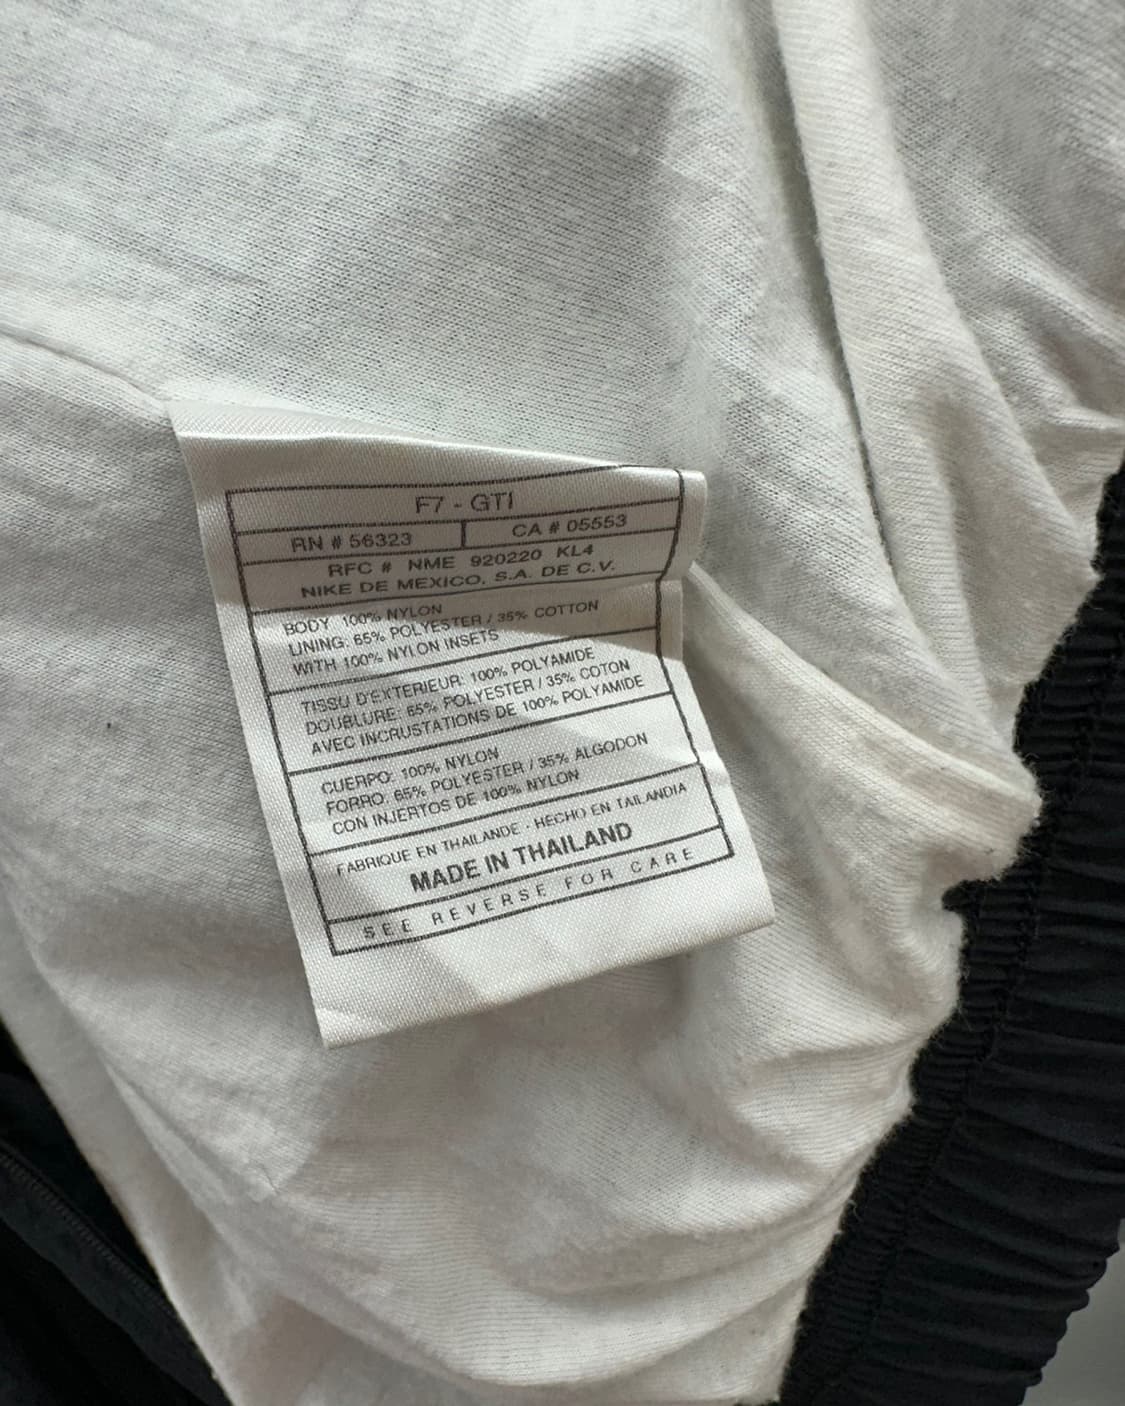 F7 - GTI
RN # 56323 CA # 05553
RFC # NME 920220 KL4
NIKE DE MEXICO, S.A. DE C.V.
BODY 100% NYLON
LINING: 65% POLYESTER / 35% COTTON
WITH 100% NYLON INSETS
TISSU D'EXTERIEUR: 100% POLYAMIDE
DOUBLURE: 65% POLYESTER / 35% COTON
AVEC INCRUSTATIONS DE 100% POLYAMIDE
CUERPO: 100% NYLON
FORRO: 65% POLYESTER / 35% ALGODON
CON INJERTOS DE 100% NYLON
FABRIQUE EN THAILANDE - HECHO EN TAILANDIA
MADE IN THAILAND
SEE REVERSE FOR CARE